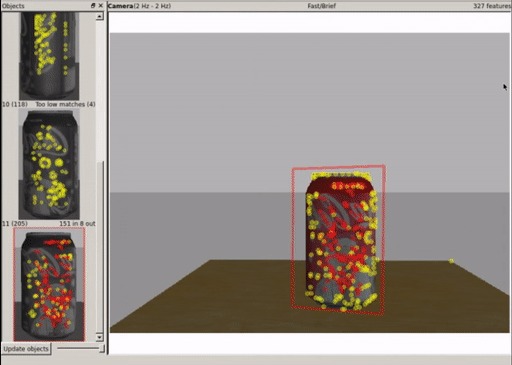 Objects
Camera(2 Hz - 2 Hz) Fast/Brief 327 features
10 (118) Too low matches (4)
11 (205) 151 in 8 out
Update objects